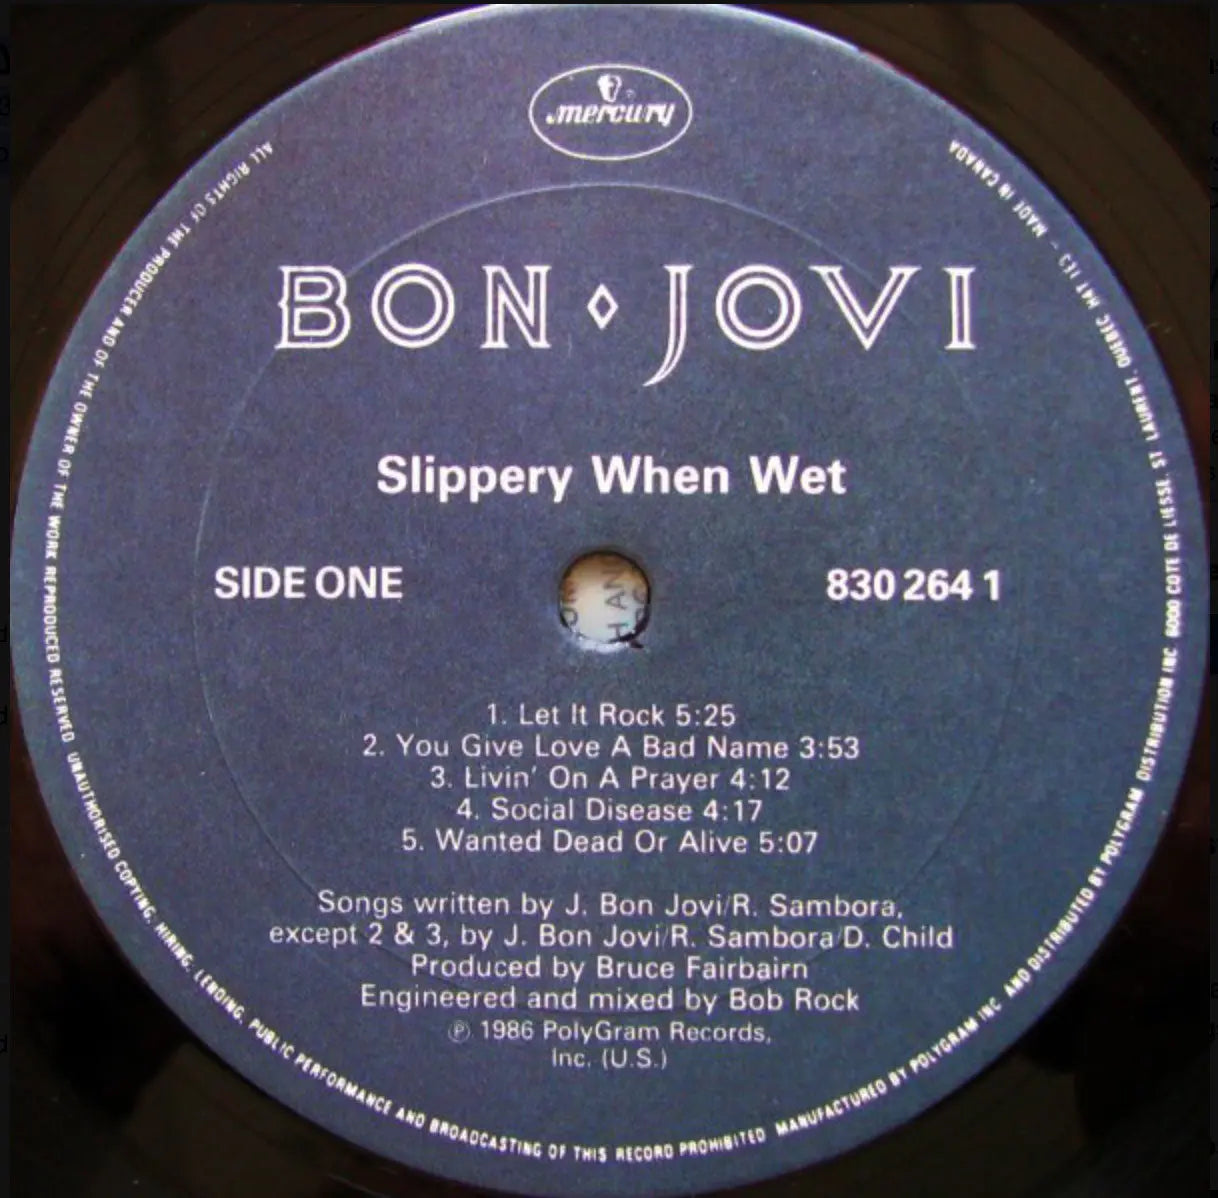 mercury
BON ◊ JOVI
Slippery When Wet
SIDE ONE
830 264 1
1. Let It Rock 5:25
2. You Give Love A Bad Name 3:53
3. Livin' On A Prayer 4:12
4. Social Disease 4:17
5. Wanted Dead Or Alive 5:07
Songs written by J. Bon Jovi/R. Sambora,
except 2 & 3, by J. Bon Jovi/R. Sambora/D. Child
Produced by Bruce Fairbairn
Engineered and mixed by Bob Rock
℗ 1986 PolyGram Records,
Inc. (U.S.)
ALL RIGHTS OF THE PRODUCER AND OF THE OWNER OF THE WORK REPRODUCED RESERVED UNAUTHORISED COPYING, HIRING, LENDING, PUBLIC PERFORMANCE AND BROADCASTING OF THIS RECORD PROHIBITED MANUFACTURED BY POLYGRAM INC AND DISTRIBUTED BY POLYGRAM DISTRIBUTION INC 6000 COTE DE LIESSE, ST LAURENT, QUEBEC H4T 1E3 - MADE IN CANADA